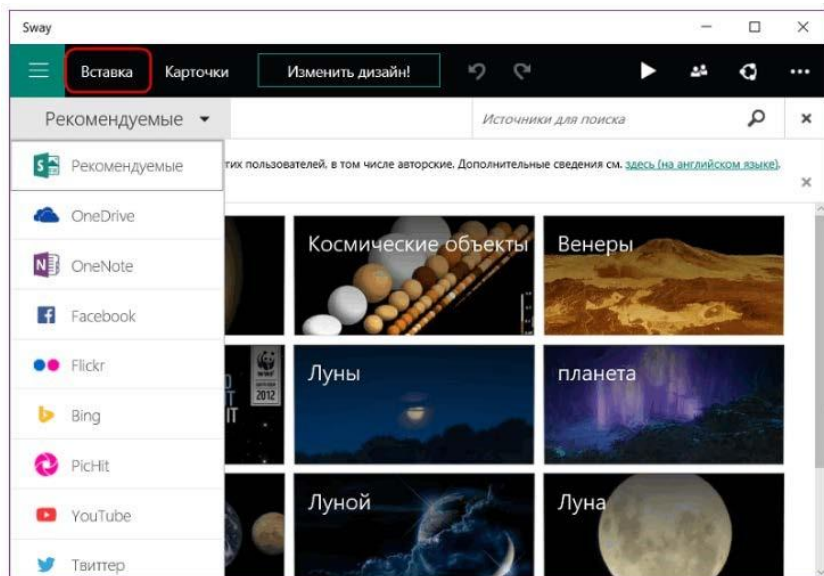 Sway
Вставка Карточки Изменить дизайн!
Рекомендуемые Источники для поиска
Рекомендуемые
тих пользователей, в том числе авторские. Дополнительные сведения см. здесь (на английском языке).
OneDrive
OneNote
Facebook
Flickr
Bing
PicHit
YouTube
Твиттер
Космические объекты
Венеры
WWF
2012
IT
Луны
планета
Луной
Луна